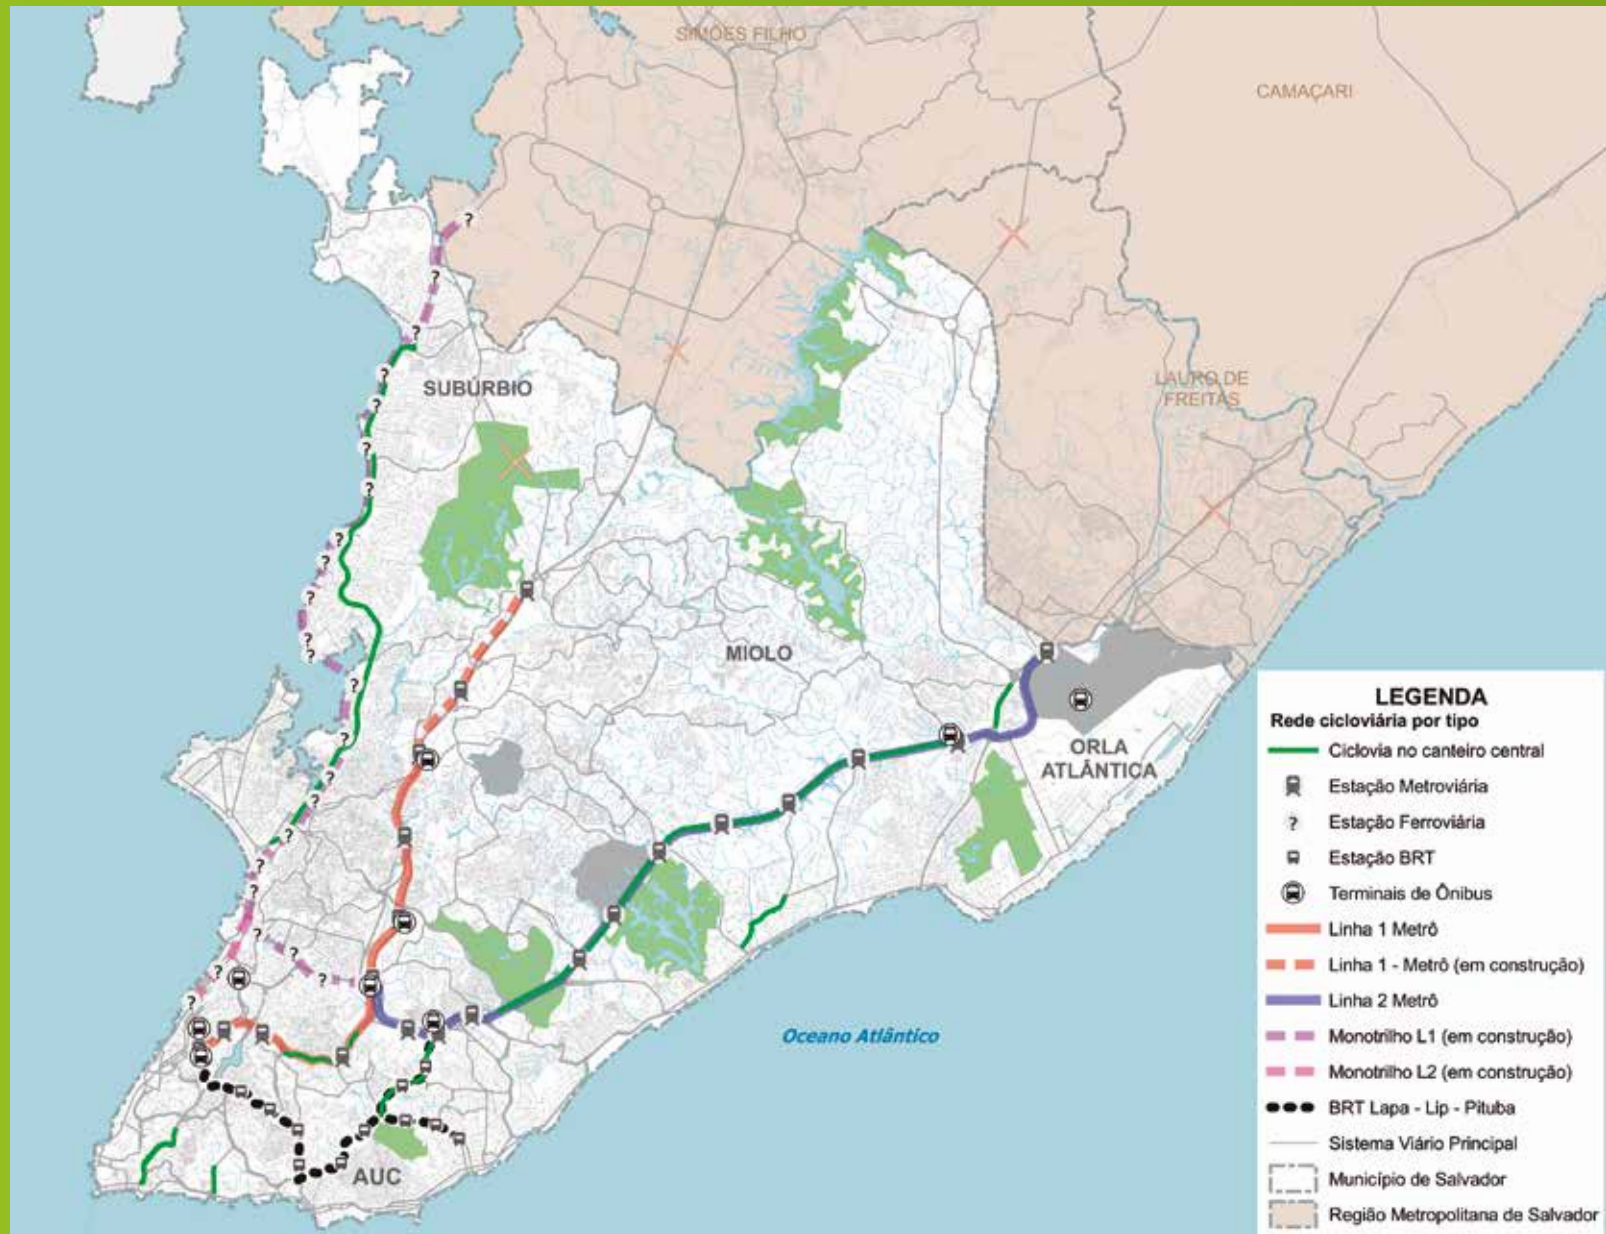 SIMÕES FILHO
CAMAÇARI
SUBÚRBIO
LAURO DE
FREITAS
MIOLO
ORLA
ATLÂNTICA
Oceano Atlântico
AUC
LEGENDA
Rede cicloviária por tipo
Ciclovia no canteiro central
Estação Metroviária
? Estação Ferroviária
Estação BRT
Terminais de Ônibus
Linha 1 Metrô
Linha 1 - Metrô (em construção)
Linha 2 Metrô
Monotrilho L1 (em construção)
Monotrilho L2 (em construção)
BRT Lapa - Lip - Pituba
Sistema Viário Principal
Município de Salvador
Região Metropolitana de Salvador